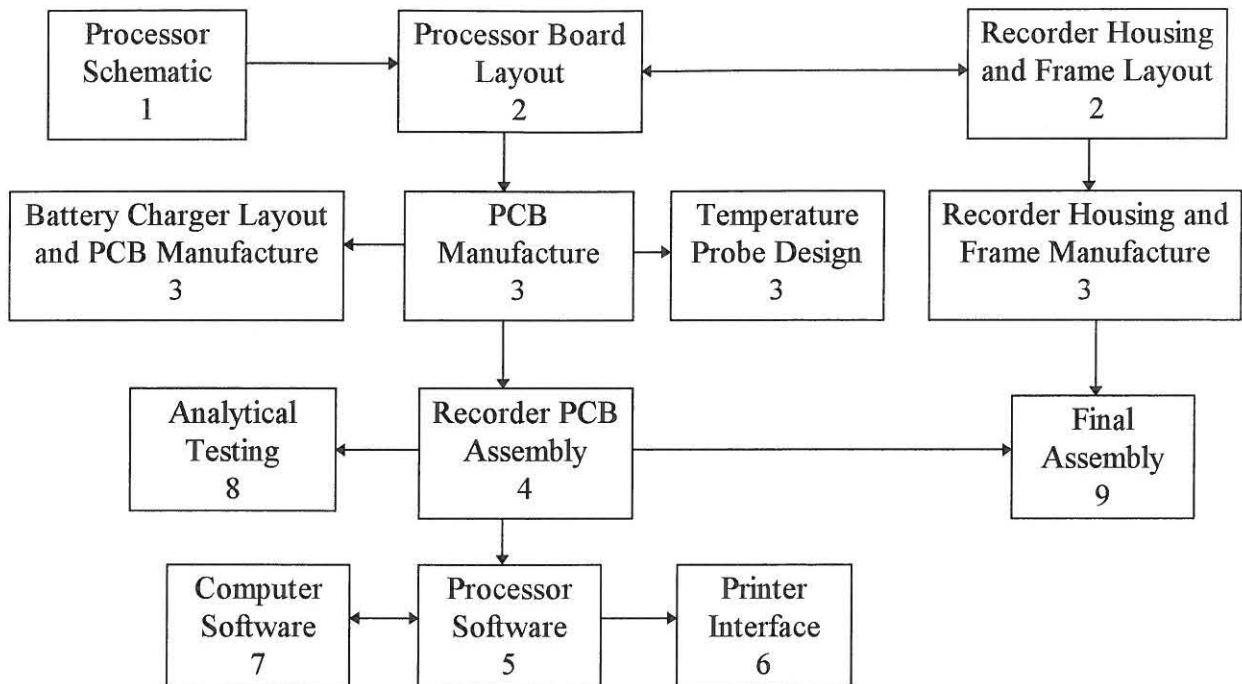 Processor
Schematic
1
Processor Board
Layout
2
Recorder Housing
and Frame Layout
2
Battery Charger Layout
and PCB Manufacture
3
PCB
Manufacture
3
Temperature
Probe Design
3
Recorder Housing and
Frame Manufacture
3
Analytical
Testing
8
Recorder PCB
Assembly
4
Final
Assembly
9
Computer
Software
7
Processor
Software
5
Printer
Interface
6